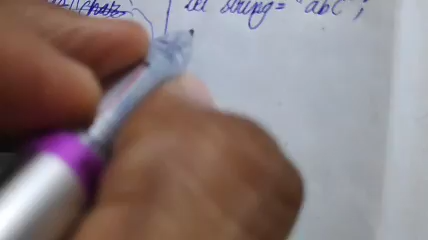 let string = "abc";